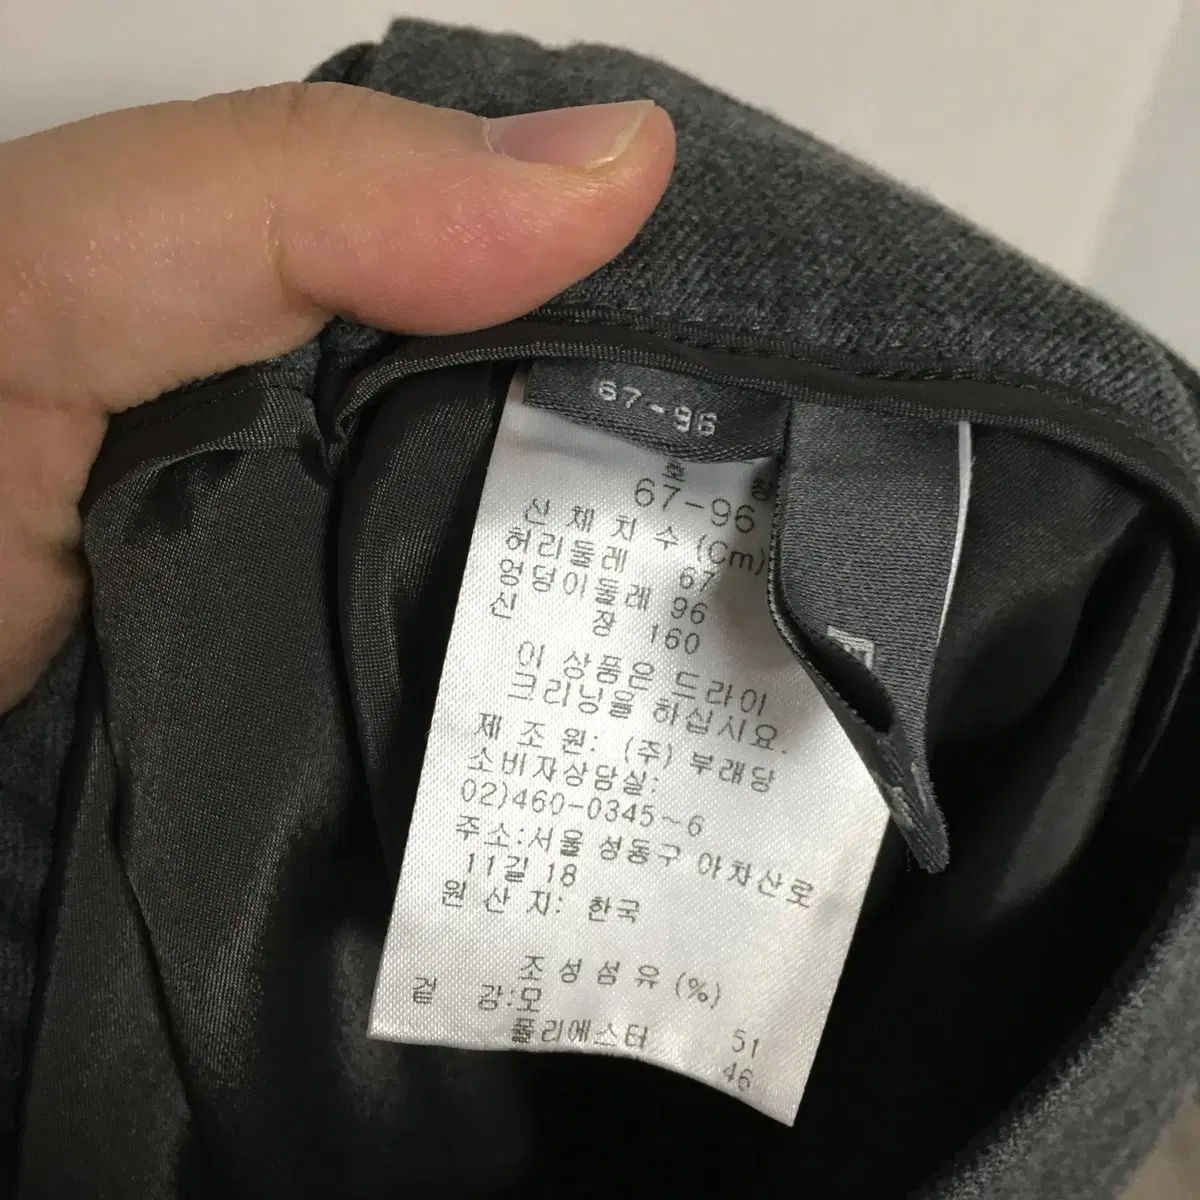 67-96
호 칭
67-96
신 체 치 수 (Cm)
허리둘레 67
엉덩이둘레 96
신 장 160
이 상품은 드라이
크리닝을 하십시요.
제 조 원: (주) 부래당
소비자상담실:
02)460-0345~6
주소:서울 성동구 아차산로
11길 18
원 산 지: 한국
조 성 섬 유 (%)
겉 감:모 51
폴리에스터 46